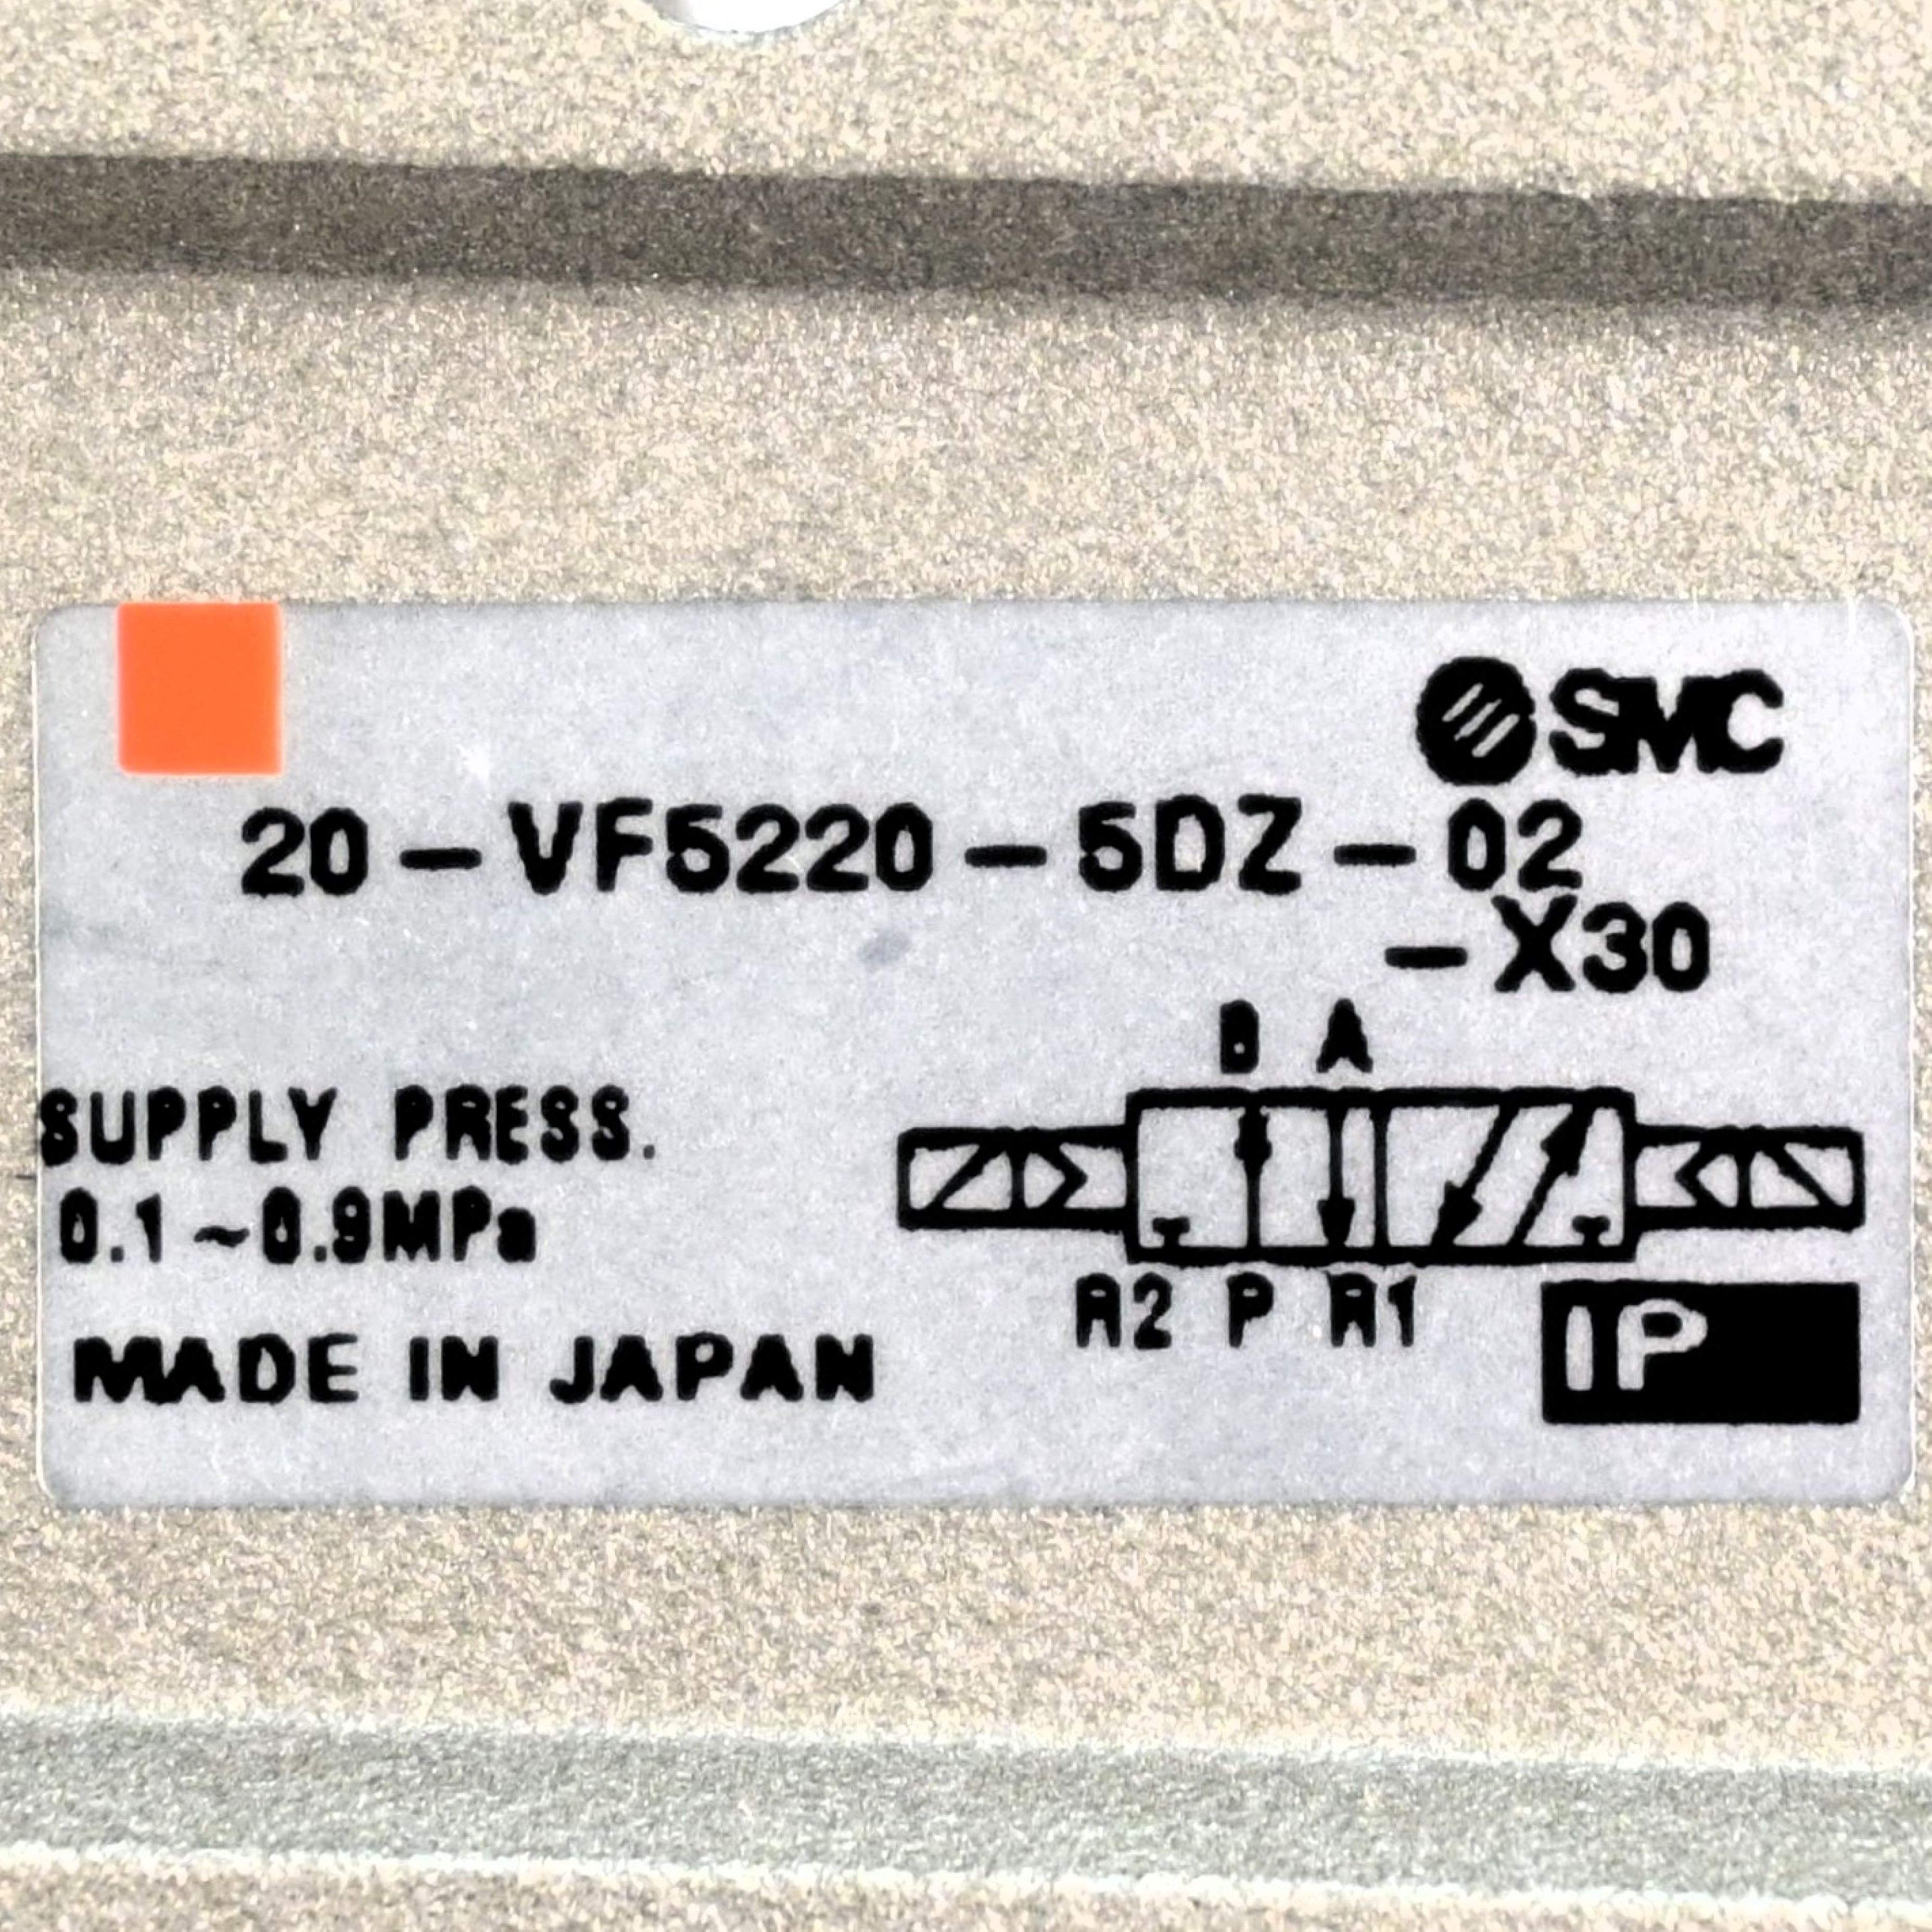 SMC
20-VF5220-5DZ-02
-X30
B A
SUPPLY PRESS.
0.1~0.9MPa
R2 P R1
IP
MADE IN JAPAN